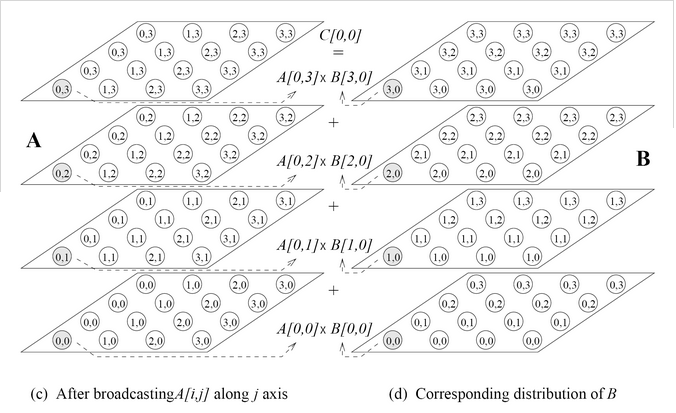 0,3 1,3 2,3 3,3 C[0,0] 3,3 3,3 3,3 3,3
0,3 1,3 2,3 3,3 = 3,2 3,2 3,2 3,2
0,3 1,3 2,3 3,3 A[0,3]x B[3,0] 3,1 3,1 3,1 3,1
0,3 1,3 2,3 3,3 3,0 3,0 3,0 3,0
0,2 1,2 2,2 3,2 + 2,3 2,3 2,3 2,3
A 0,2 1,2 2,2 3,2 2,2 2,2 2,2 2,2
0,2 1,2 2,2 3,2 A[0,2]x B[2,0] 2,1 2,1 2,1 2,1 B
0,2 1,2 2,2 3,2 2,0 2,0 2,0 2,0
0,1 1,1 2,1 3,1 + 1,3 1,3 1,3 1,3
0,1 1,1 2,1 3,1 1,2 1,2 1,2 1,2
0,1 1,1 2,1 3,1 A[0,1]x B[1,0] 1,1 1,1 1,1 1,1
0,1 1,1 2,1 3,1 1,0 1,0 1,0 1,0
0,0 1,0 2,0 3,0 + 0,3 0,3 0,3 0,3
0,0 1,0 2,0 3,0 0,2 0,2 0,2 0,2
0,0 1,0 2,0 3,0 A[0,0]x B[0,0] 0,1 0,1 0,1 0,1
0,0 1,0 2,0 3,0 0,0 0,0 0,0 0,0
(c) After broadcastingA[i,j] along j axis
(d) Corresponding distribution of B